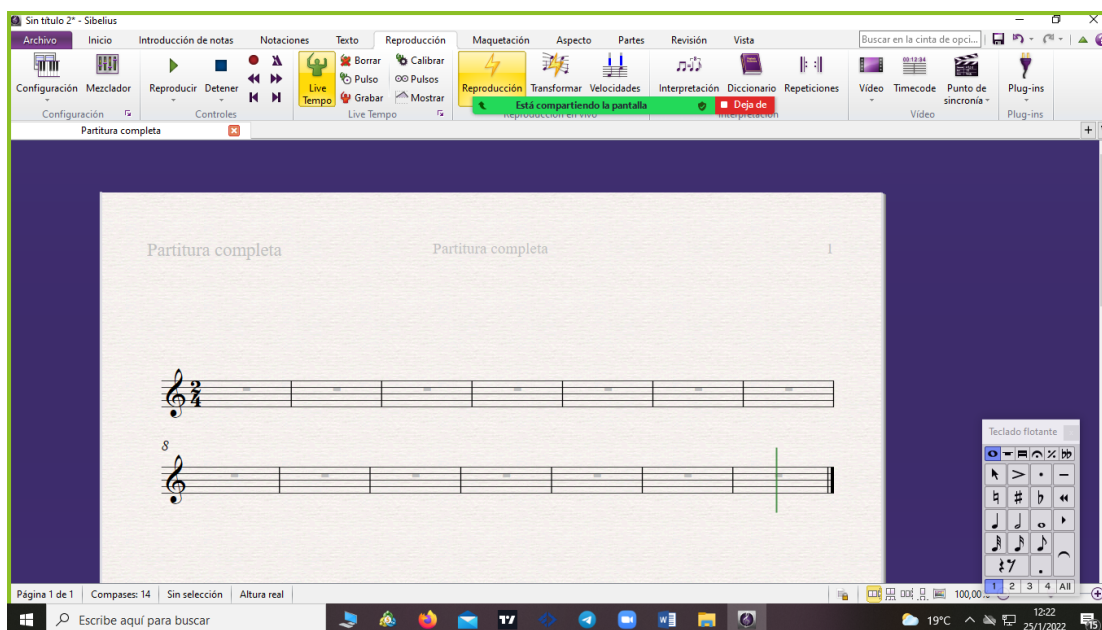 Sin título 2* - Sibelius
Archivo Inicio Introducción de notas Notaciones Texto Reproducción Maquetación Aspecto Partes Revisión Vista Buscar en la cinta de opci...
Configuración Mezclador Reproducir Detener Live Tempo Borrar Calibrar Reproducción Transformar Velocidades Interpretación Diccionario Repeticiones Vídeo Timecode Punto de sincronía Plug-ins
Pulso Pulsos
Grabar Mostrar
Está compartiendo la pantalla Deja de
Configuración Controles Live Tempo Reproducción en vivo Interpretación Vídeo Plug-ins
Partitura completa
Partitura completa Partitura completa 1
2
4
8
Teclado flotante
1 2 3 4 All
Página 1 de 1 Compases: 14 Sin selección Altura real
Escribe aquí para buscar
19°C
12:22
25/1/2022
15